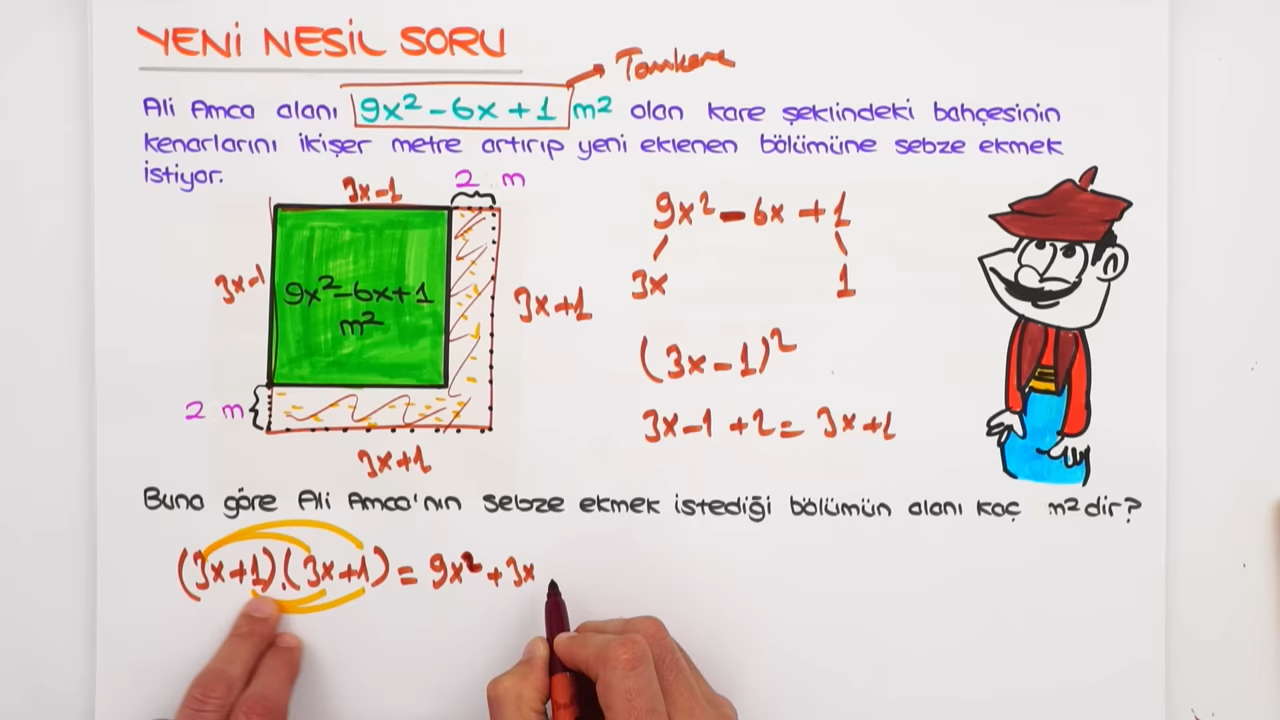 YENİ NESİL SORU
Tamkare
Ali Amca alanı 9x² - 6x + 1 m² olan kare şeklindeki bahçesinin
kenarlarını ikişer metre artırıp yeni eklenen bölümüne sebze ekmek
istiyor.
3x-1
2 m
3x-1
9x²-6x+1
m²
3x+1
2 m
3x+1
9x² - 6x + 1
3x 1
(3x-1)²
3x-1+2 = 3x+1
Buna göre Ali Amca'nın sebze ekmek istediği bölümün alanı kaç m² dir?
(3x+1).(3x+1) = 9x² + 3x